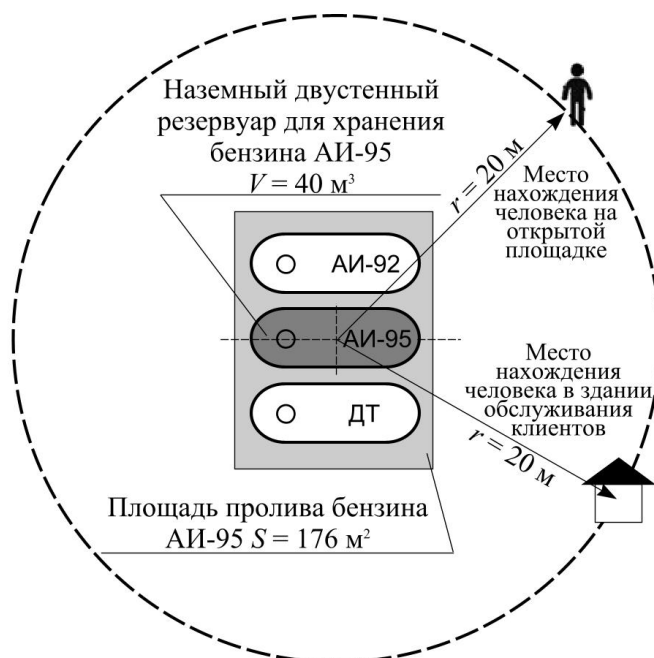 Наземный двустенный
резервуар для хранения
бензина АИ-95
V = 40 м³
r = 20 м
Место
нахождения
человека на
открытой
площадке
АИ-92
АИ-95
ДТ
Место
нахождения
человека в здании
обслуживания
клиентов
r = 20 м
Площадь пролива бензина
АИ-95 S = 176 м²